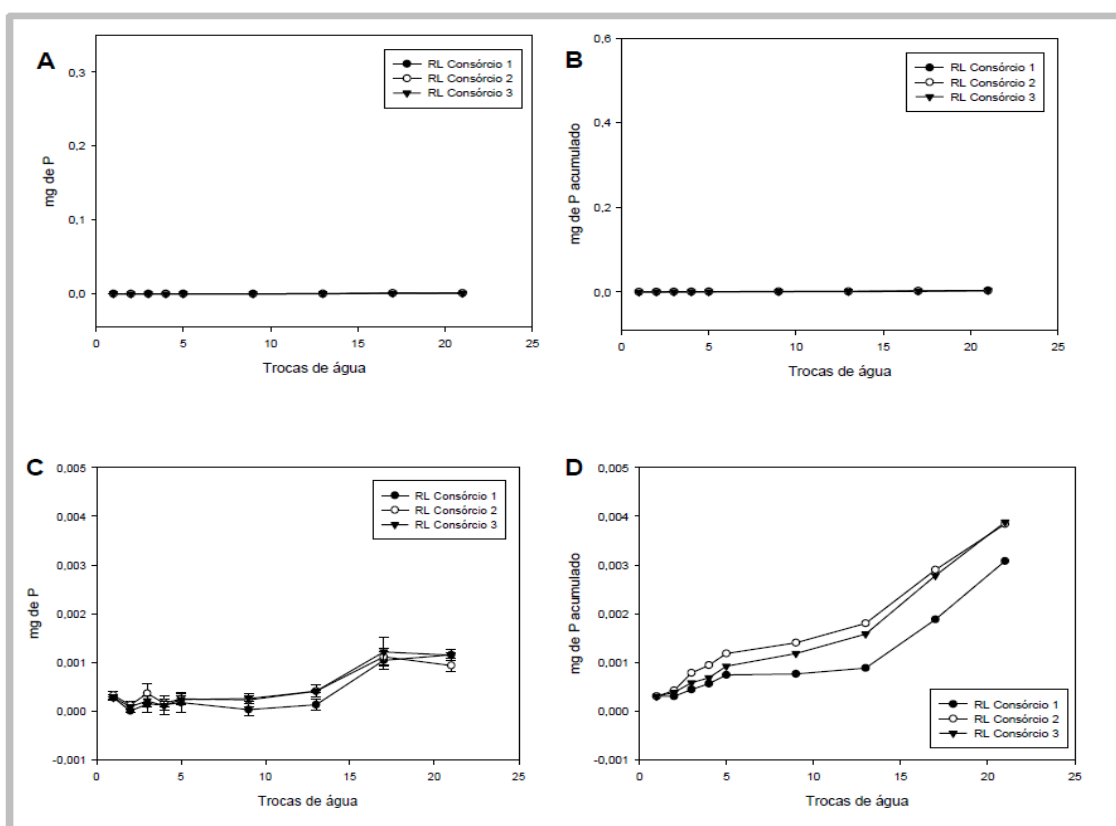 A
0,3
0,2
0,1
0,0
mg de P
0 5 10 15 20 25
Trocas de água
RL Consórcio 1
RL Consórcio 2
RL Consórcio 3
B
0,6
0,4
0,2
0,0
mg de P acumulado
0 5 10 15 20 25
Trocas de água
RL Consórcio 1
RL Consórcio 2
RL Consórcio 3
C
0,005
0,004
0,003
0,002
0,001
0,000
-0,001
mg de P
0 5 10 15 20 25
Trocas de água
RL Consórcio 1
RL Consórcio 2
RL Consórcio 3
D
0,005
0,004
0,003
0,002
0,001
0,000
-0,001
mg de P acumulado
0 5 10 15 20 25
Trocas de água
RL Consórcio 1
RL Consórcio 2
RL Consórcio 3